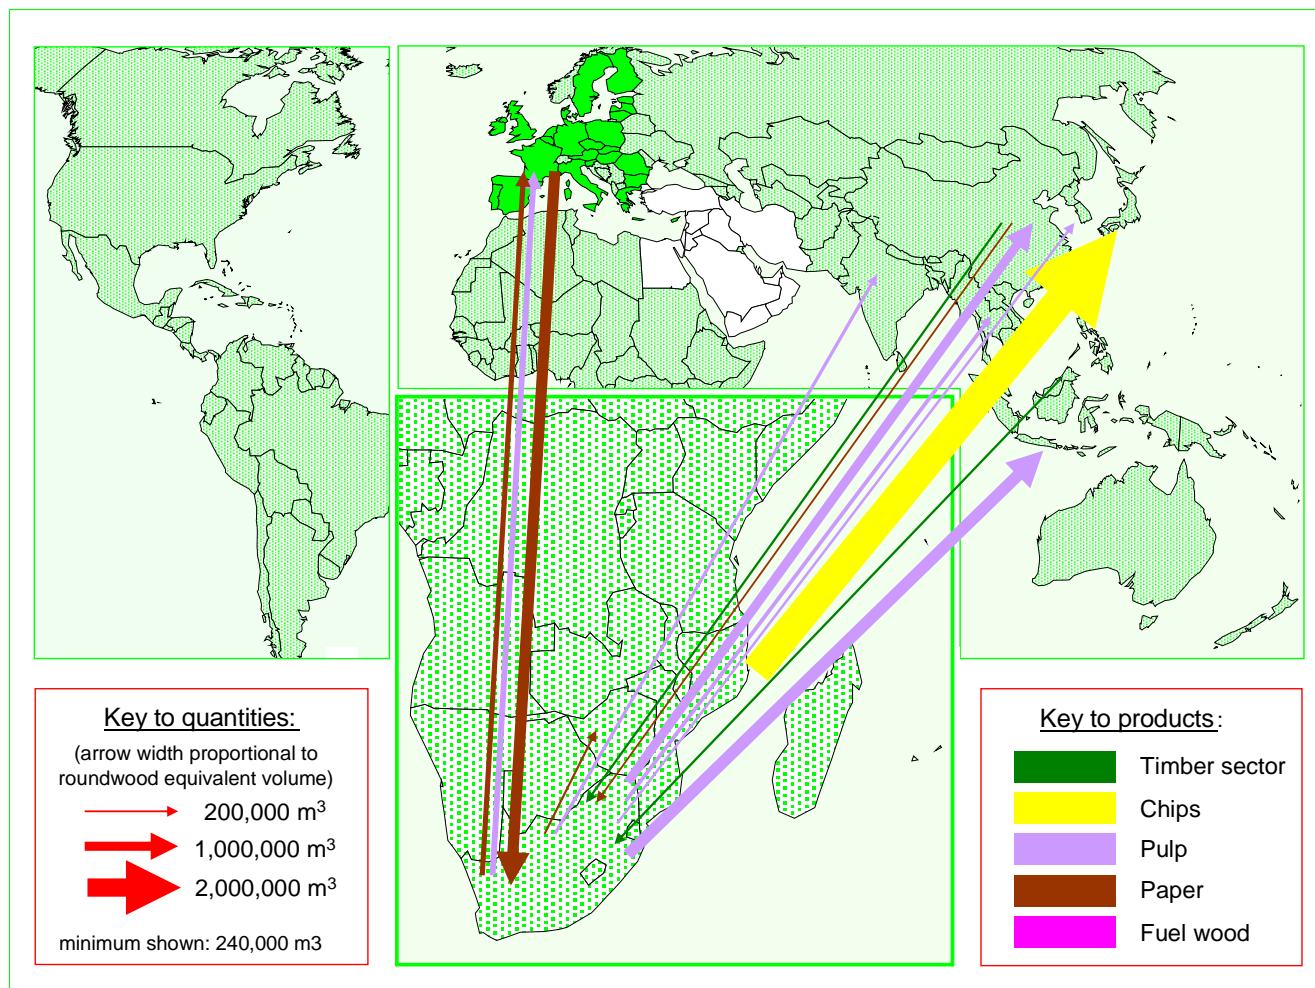 Key to quantities:
(arrow width proportional to
roundwood equivalent volume)
200,000 m³
1,000,000 m³
2,000,000 m³
minimum shown: 240,000 m3
Key to products:
Timber sector
Chips
Pulp
Paper
Fuel wood